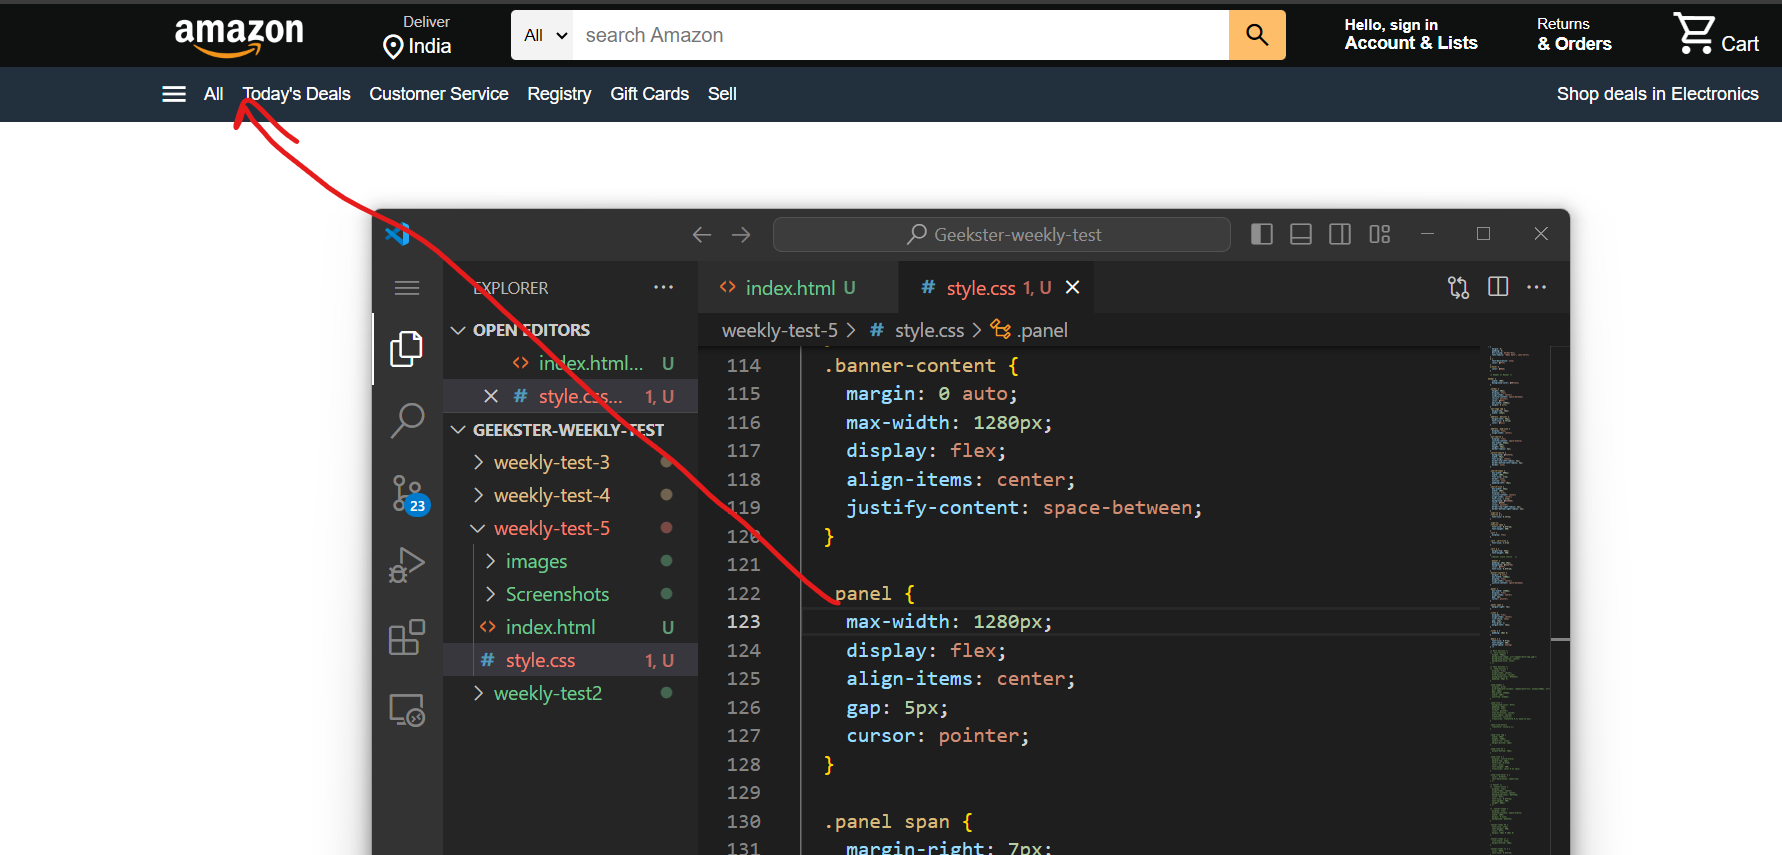 amazon
Deliver
India
All
search Amazon
Hello, sign in
Account & Lists
Returns
& Orders
Cart
All Today's Deals Customer Service Registry Gift Cards Sell
Shop deals in Electronics
Geekster-weekly-test
EXPLORER
OPEN EDITORS
index.html... U
style.css... 1, U
GEEKSTER-WEEKLY-TEST
weekly-test-3
weekly-test-4
23
weekly-test-5
images
Screenshots
index.html U
style.css 1, U
weekly-test2
index.html U
style.css 1, U
weekly-test-5 > # style.css > .panel
114 .banner-content {
115 margin: 0 auto;
116 max-width: 1280px;
117 display: flex;
118 align-items: center;
119 justify-content: space-between;
120 }
121
122 .panel {
123 max-width: 1280px;
124 display: flex;
125 align-items: center;
126 gap: 5px;
127 cursor: pointer;
128 }
129
130 .panel span {
131 margin-right: 7px;